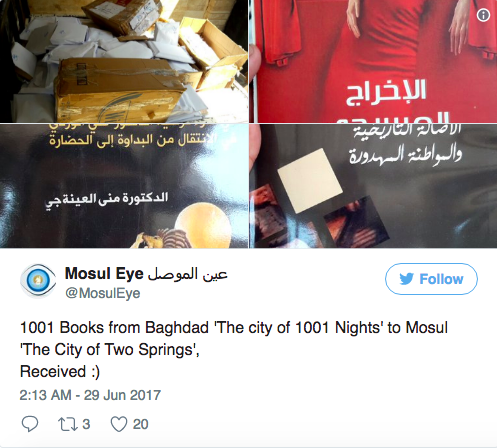 الإخراج
الانتقال من البداوة إلى الحضارة
الدكتورة منى العينةجي
الأصالة التاريخية
والمواطنة المهدورة
Mosul Eye عين الموصل
@MosulEye
Follow
1001 Books from Baghdad 'The city of 1001 Nights' to Mosul
'The City of Two Springs',
Received :)
2:13 AM - 29 Jun 2017
3 20